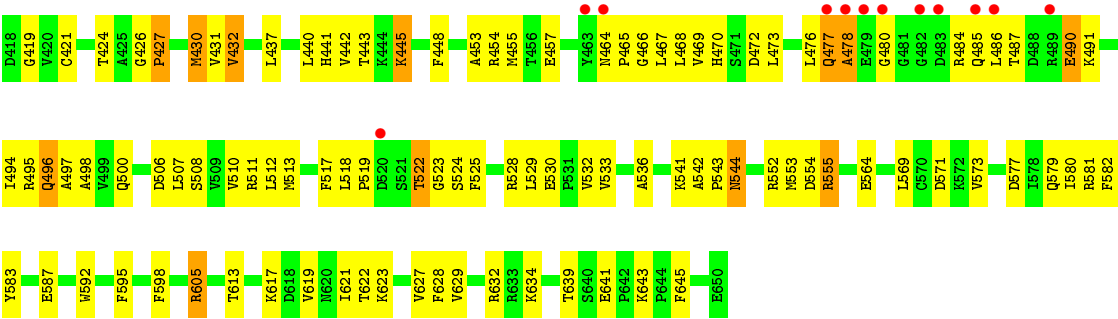 D418 G419 V420 C421 T424 A425 G426 P427 M430 V431 V432 L437 L440 H441 V442 T443 K444 K445 F448 A453 R454 M455 T456 E457 Y463 N464 P465 G466 L467 L468 V469 H470 S471 D472 L473 L476 Q477 A478 E479 G480 G481 G482 D483 R484 Q485 L486 T487 D488 R489 E490 K491
I494 R495 Q496 A497 A498 V499 Q500 D506 L507 S508 V509 V510 R511 L512 M513 F517 L518 P519 D520 S521 T522 G523 S524 F525 R528 L529 E530 P531 V532 V533 A536 K541 A542 P543 N544 R552 M553 D554 R555 E564 L569 C570 D571 K572 V573 D577 I578 Q579 I580 R581 F582
Y583 E587 W592 F595 F598 R605 T613 K617 D618 V619 N620 I621 T622 K623 V627 F628 V629 R632 R633 K634 T639 S640 E641 P642 K643 P644 F645 E650